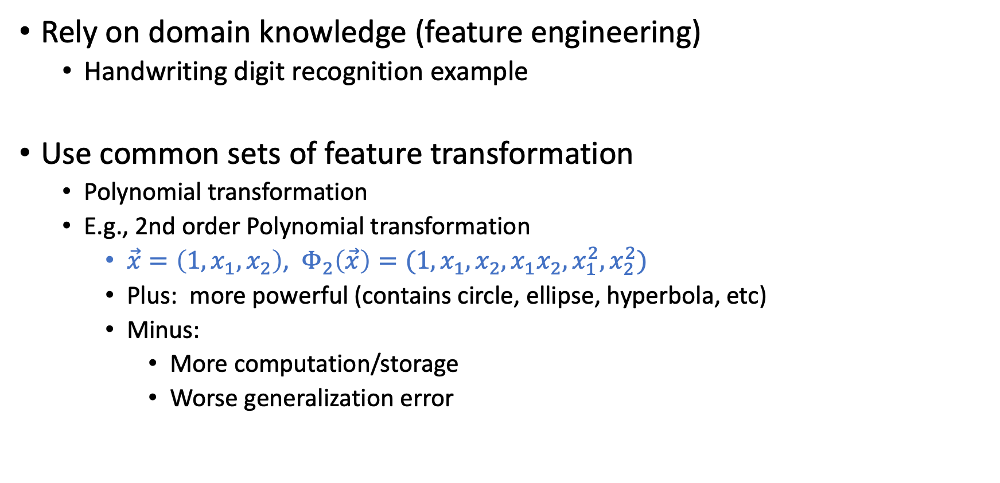 • Rely on domain knowledge (feature engineering)
• Handwriting digit recognition example
• Use common sets of feature transformation
• Polynomial transformation
• E.g., 2nd order Polynomial transformation
• $\vec{x} = (1, x_1, x_2),\ \Phi_2(\vec{x}) = (1, x_1, x_2, x_1x_2, x_1^2, x_2^2)$
• Plus: more powerful (contains circle, ellipse, hyperbola, etc)
• Minus:
• More computation/storage
• Worse generalization error